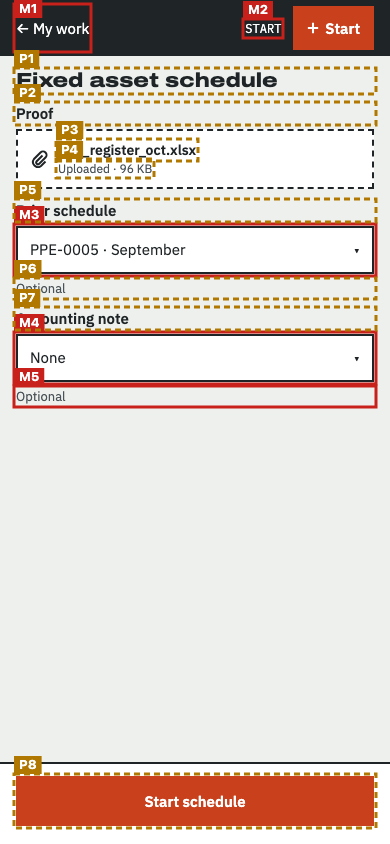 M1
← My work
M2
START
+ Start
P1
Fixed asset schedule
P2
Proof
P3
P4
_register_oct.xlsx
Uploaded · 96 KB
P5
M3
schedule
PPE-0005 · September
P6
Optional
P7
M4
ounting note
None
M5
Optional
P8
Start schedule